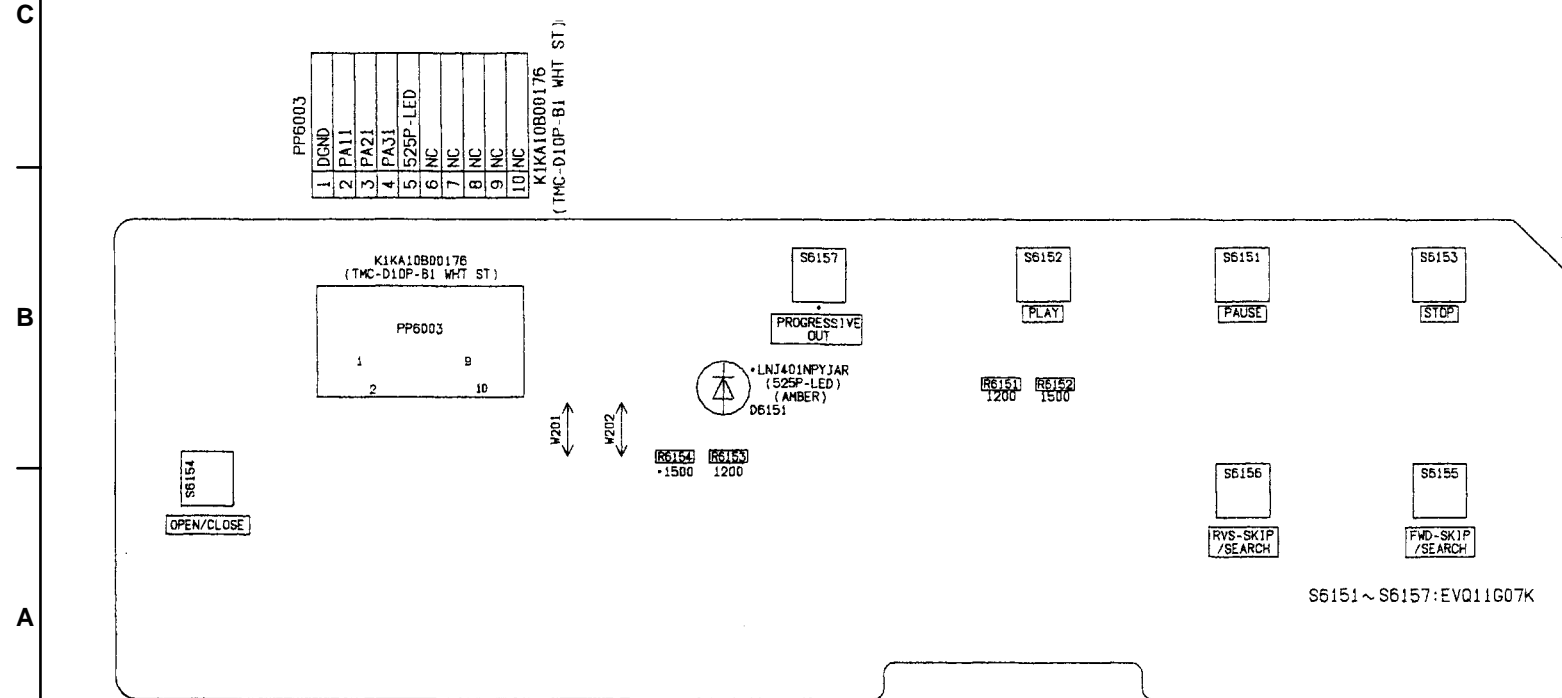 C
PP6003
1 DGND
2 PA11
3 PA21
4 PA31
5 525P-LED
6 NC
7 NC
8 NC
9 NC
10 NC
K1KA10B00176
(TMC-D10P-B1 WHT ST)
K1KA10B00176
(TMC-D10P-B1 WHT ST)
PP6003
1 9
2 10
S6157
PROGRESSIVE
OUT
S6152
PLAY
S6151
PAUSE
S6153
STOP
B
LNJ401NPYJAR
(525P-LED)
(AMBER)
D6151
R6151
1200
R6152
1500
W201
W202
R6154
•1500
R6153
1200
S6154
OPEN/CLOSE
S6156
RVS-SKIP
/SEARCH
S6155
FWD-SKIP
/SEARCH
S6151~S6157:EVQ11G07K
A